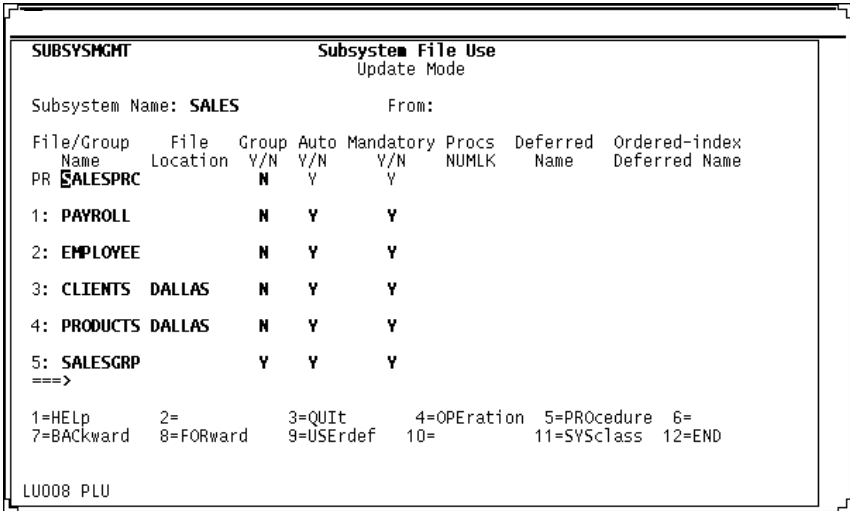 SUBSYSMGMT Subsystem File Use
Update Mode
Subsystem Name: SALES From:
File/Group File Group Auto Mandatory Procs Deferred Ordered-index
Name Location Y/N Y/N Y/N NUMLK Name Deferred Name
PR SALESPRC N Y Y
1: PAYROLL N Y Y
2: EMPLOYEE N Y Y
3: CLIENTS DALLAS N Y Y
4: PRODUCTS DALLAS N Y Y
5: SALESGRP Y Y Y
===>
1=HELp 2= 3=QUIt 4=OPEration 5=PROcedure 6=
7=BACkward 8=FORward 9=USErdef 10= 11=SYSclass 12=END
LU008 PLU